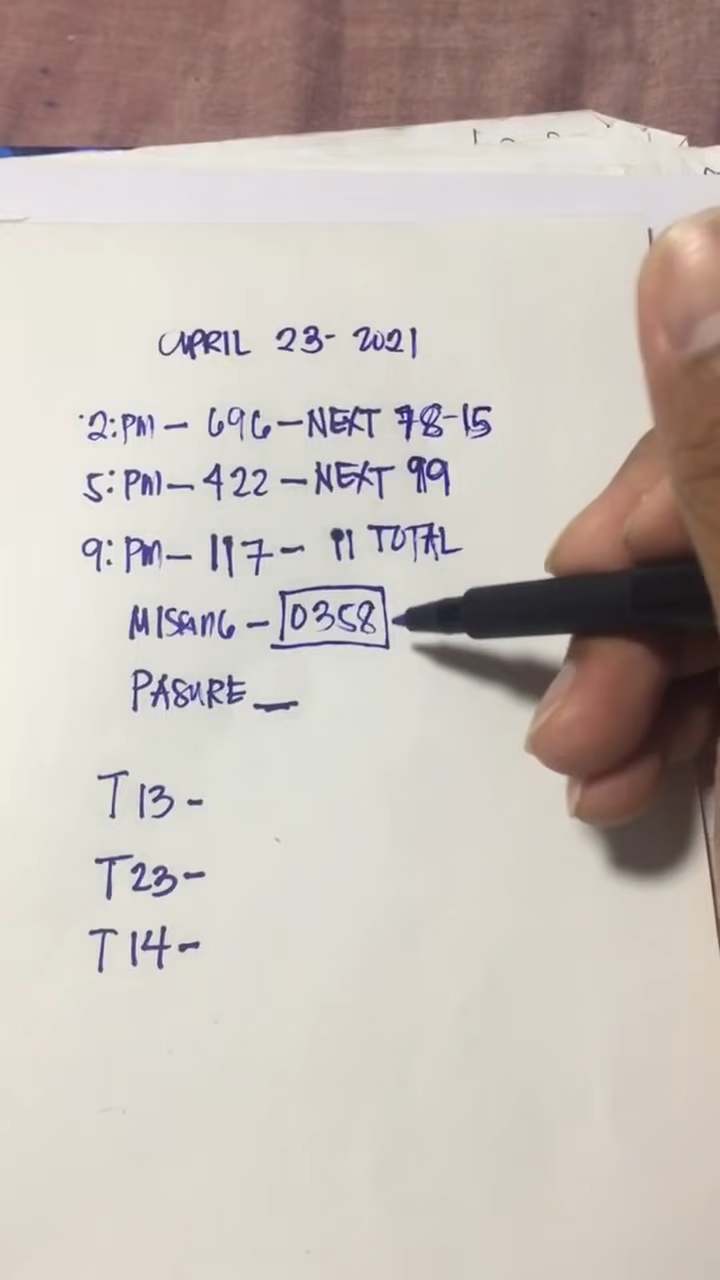 APRIL 23- 2021
2:PM - 696 - NEXT 78-15
5:PM - 422 - NEXT 99
9:PM - 117 - 11 TOTAL
MISANG - 0358
PASURE _
T13-
T23-
T14-